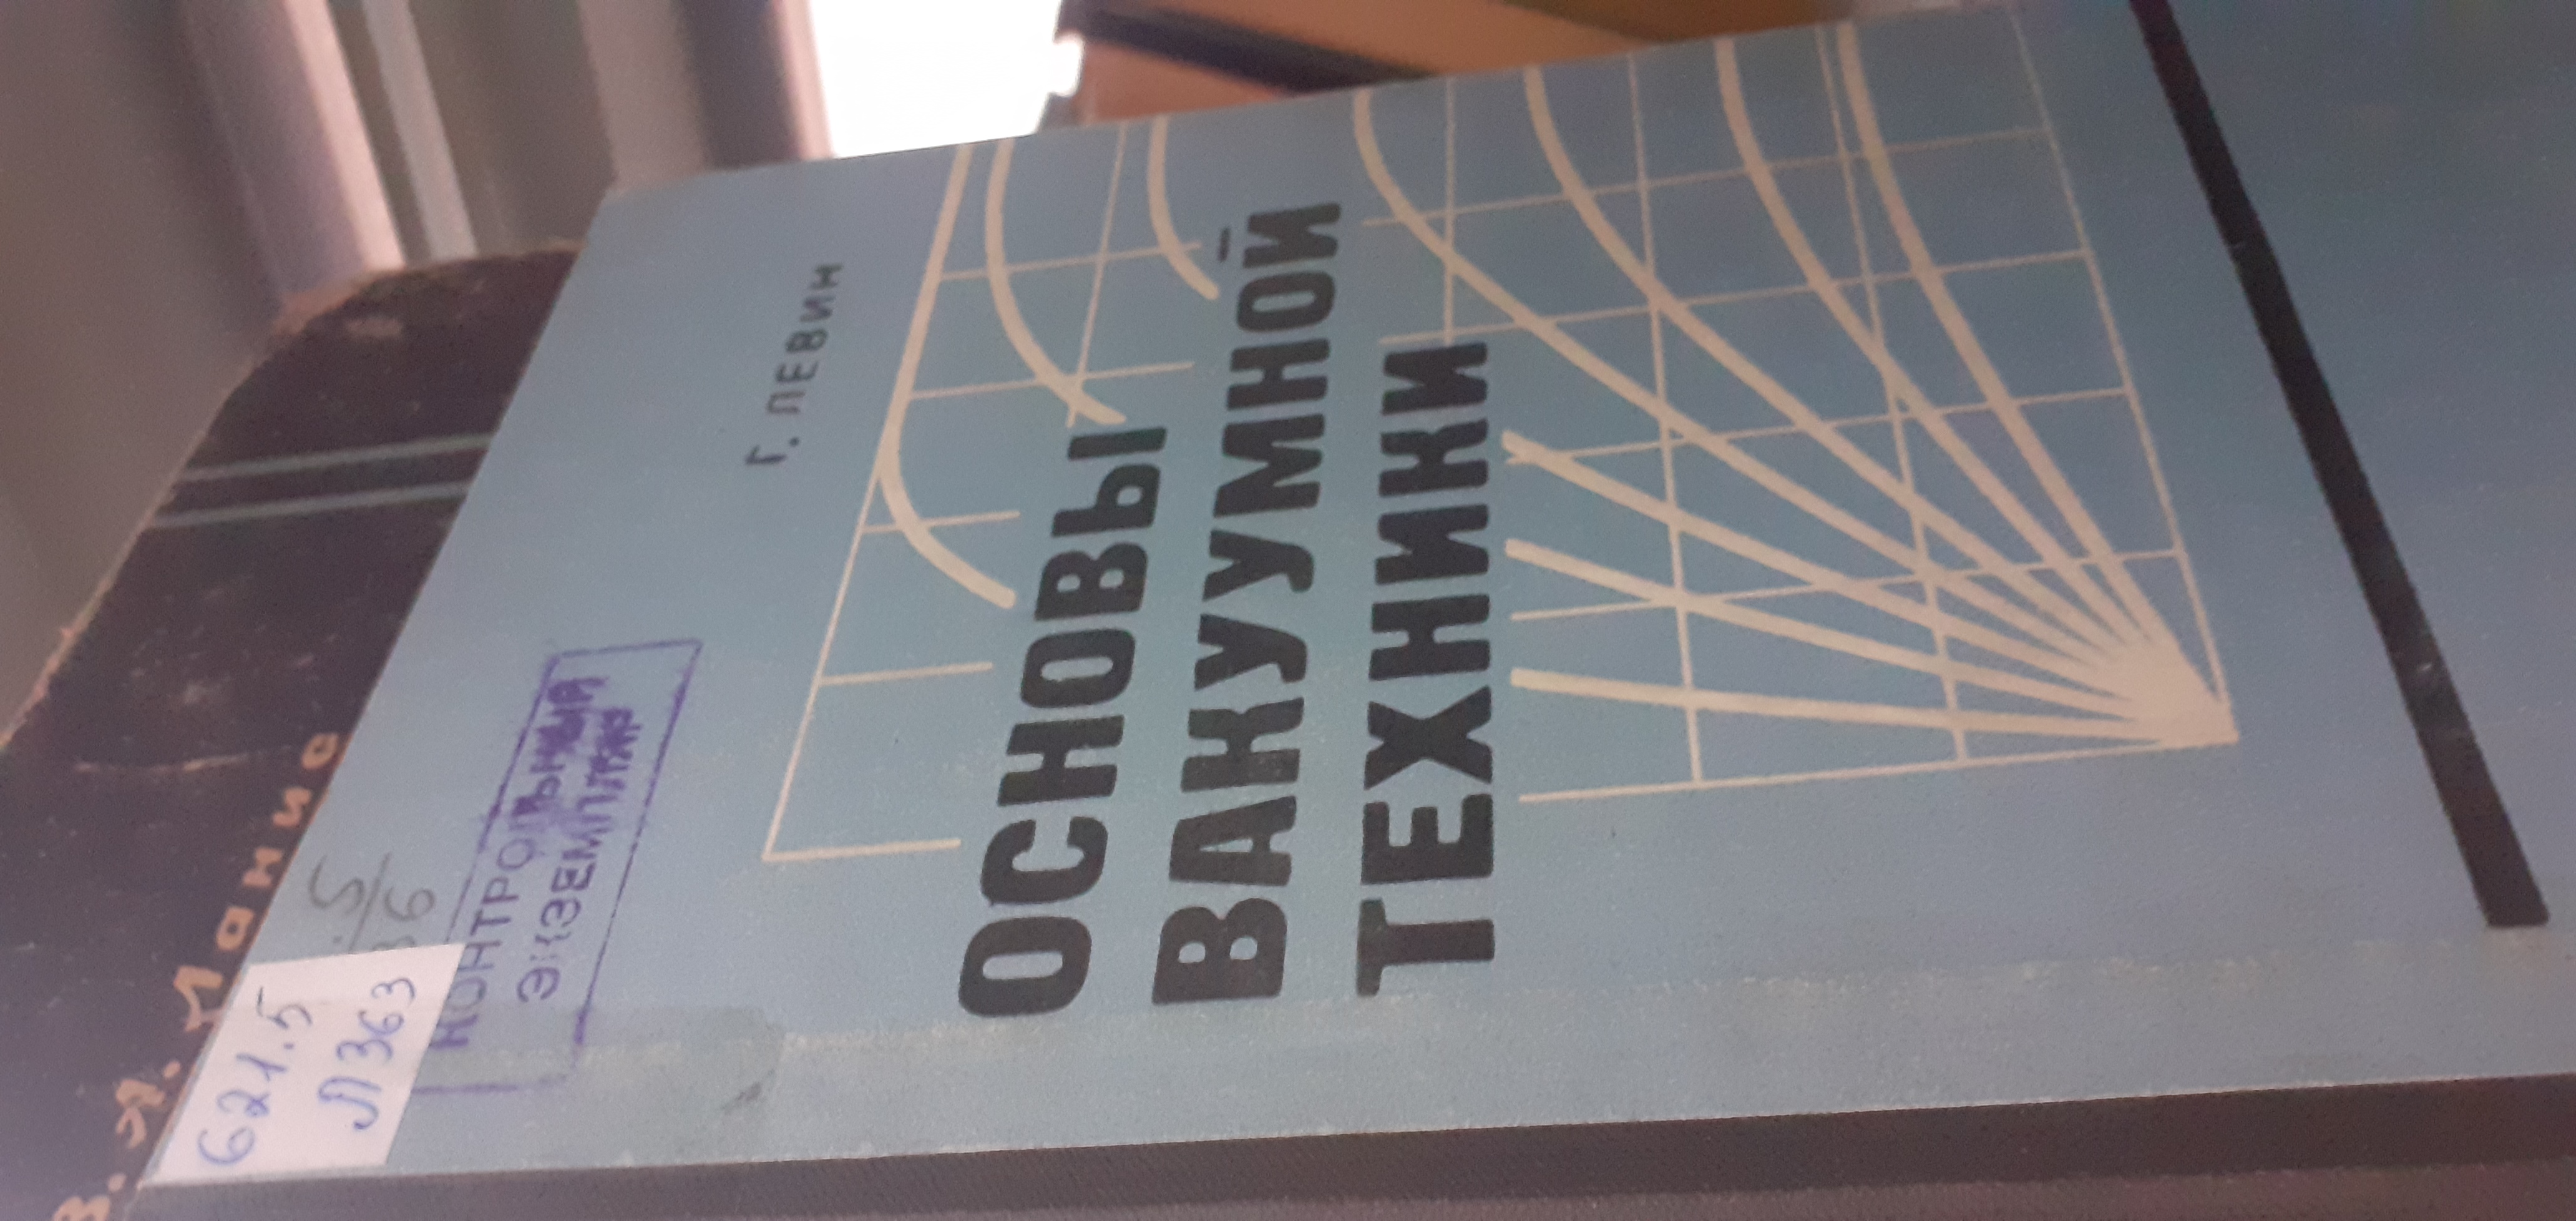 Г. ЛЕВИН
ОСНОВЫ
ВАКУУМНОЙ
ТЕХНИКИ
КОНТРОЛЬНЫЙ
ЭКЗЕМПЛЯР
621.5
Л363